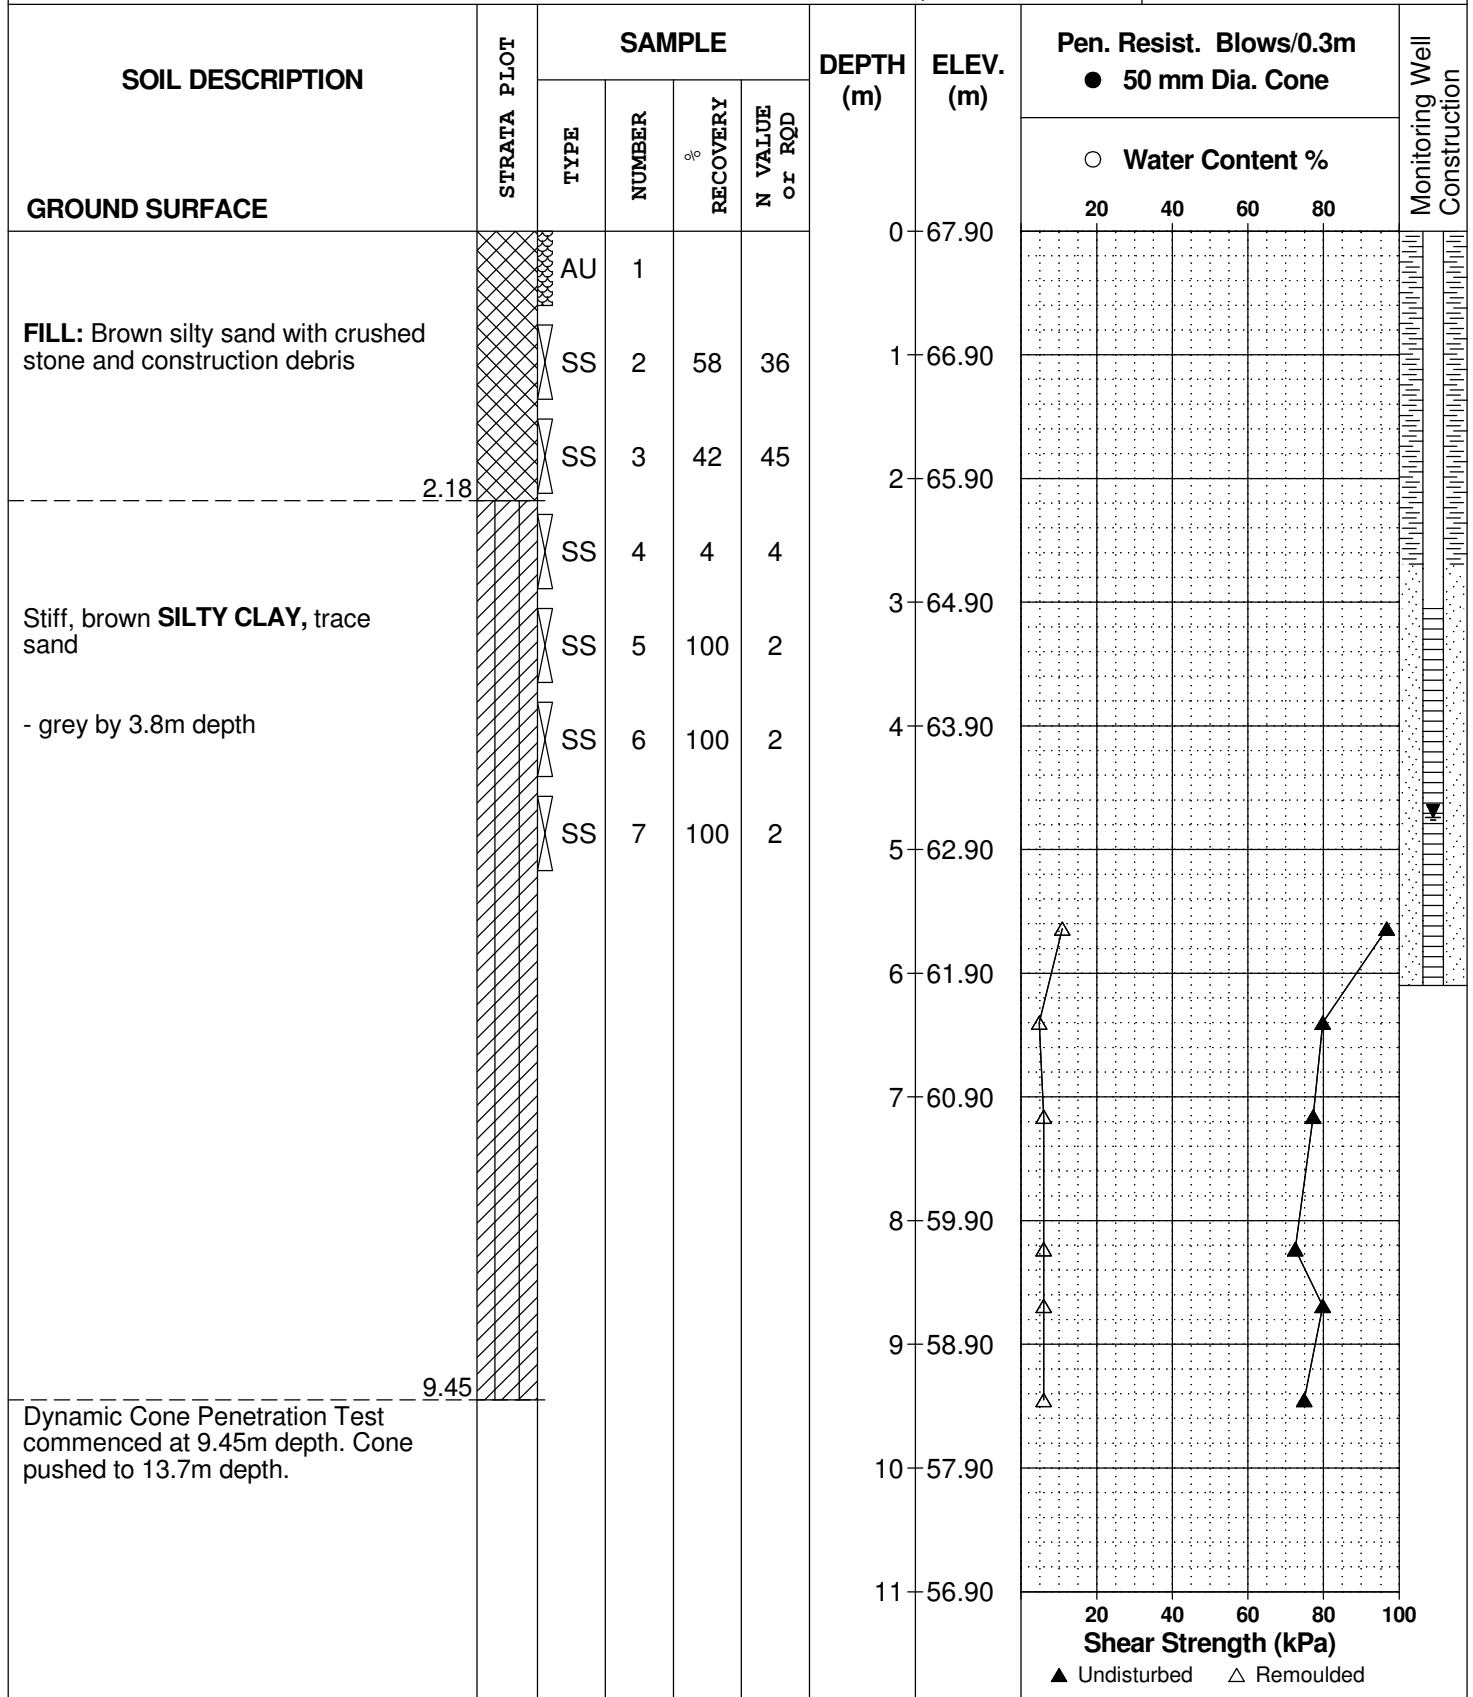 SOIL DESCRIPTION
GROUND SURFACE
STRATA PLOT
SAMPLE
TYPE
NUMBER
%
RECOVERY
N VALUE
or RQD
DEPTH
(m)
ELEV.
(m)
Pen. Resist. Blows/0.3m
● 50 mm Dia. Cone
○ Water Content %
20 40 60 80
Monitoring Well
Construction
0 67.90
AU 1
FILL: Brown silty sand with crushed
stone and construction debris
SS 2 58 36
1 66.90
SS 3 42 45
2 65.90
2.18
SS 4 4 4
3 64.90
Stiff, brown SILTY CLAY, trace
sand
SS 5 100 2
- grey by 3.8m depth
SS 6 100 2
4 63.90
SS 7 100 2
5 62.90
6 61.90
7 60.90
8 59.90
9 58.90
9.45
Dynamic Cone Penetration Test
commenced at 9.45m depth. Cone
pushed to 13.7m depth.
10 57.90
11 56.90
20 40 60 80 100
Shear Strength (kPa)
▲ Undisturbed △ Remoulded